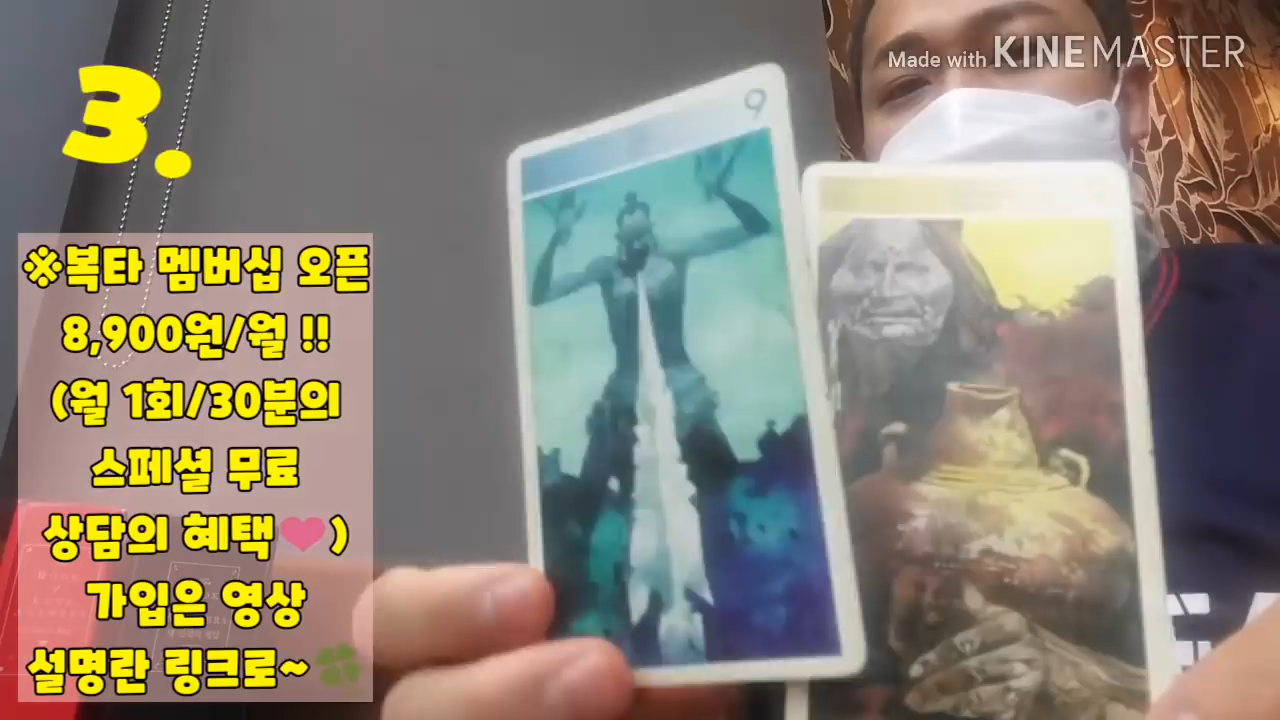 Made with KINEMASTER
3.
9
※복타 멤버십 오픈
8,900원/월 !!
(월 1회/30분의
스페셜 무료
상담의 혜택❤)
가입은 영상
설명란 링크로~🍀